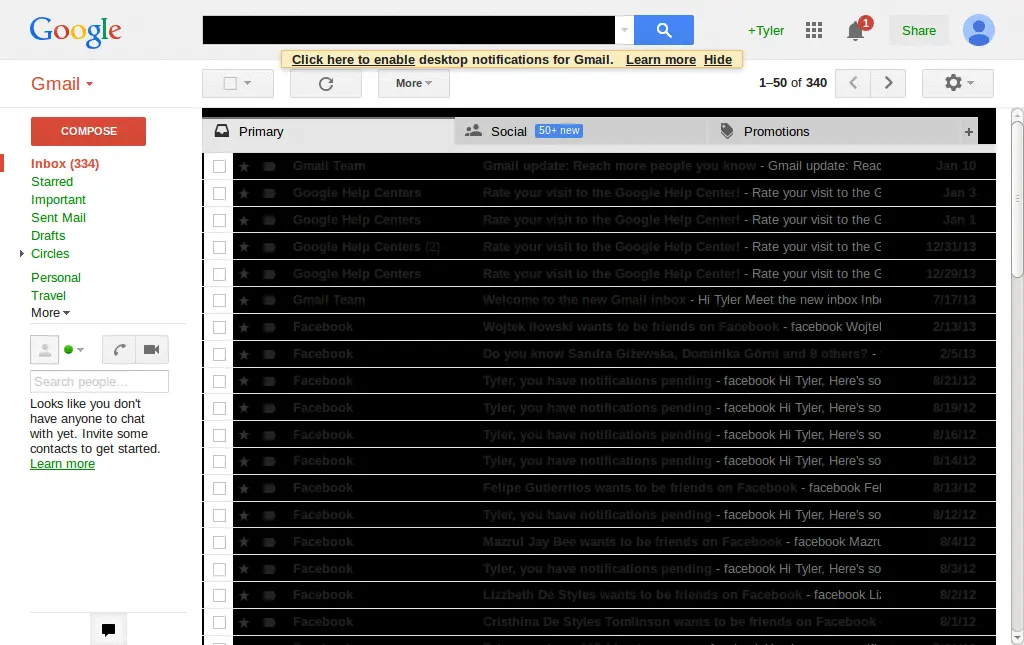 Google
+Tyler
1
Share
Click here to enable desktop notifications for Gmail. Learn more Hide
Gmail
More
1–50 of 340
COMPOSE
Inbox (334)
Starred
Important
Sent Mail
Drafts
Circles
Personal
Travel
More
Search people...
Looks like you don't
have anyone to chat
with yet. Invite some
contacts to get started.
Learn more
Primary
Social 50+ new
Promotions
+
Gmail Team Gmail update: Reach more people you know - Gmail update: Reac Jan 10
Google Help Centers Rate your visit to the Google Help Center! - Rate your visit to the G Jan 3
Google Help Centers Rate your visit to the Google Help Center! - Rate your visit to the G Jan 1
Google Help Centers (2) Rate your visit to the Google Help Center! - Rate your visit to the G 12/31/13
Google Help Centers Rate your visit to the Google Help Center! - Rate your visit to the G 12/29/13
Gmail Team Welcome to the new Gmail inbox - Hi Tyler Meet the new inbox Inb 7/17/13
Facebook Wojtek Iłowski wants to be friends on Facebook - facebook Wojtel 2/13/13
Facebook Do you know Sandra Giżewska, Dominika Górni and 8 others? - 2/5/13
Facebook Tyler, you have notifications pending - facebook Hi Tyler, Here's so 8/21/12
Facebook Tyler, you have notifications pending - facebook Hi Tyler, Here's so 8/19/12
Facebook Tyler, you have notifications pending - facebook Hi Tyler, Here's so 8/16/12
Facebook Tyler, you have notifications pending - facebook Hi Tyler, Here's so 8/14/12
Facebook Felipe Gutierritos wants to be friends on Facebook - facebook Fel 8/13/12
Facebook Tyler, you have notifications pending - facebook Hi Tyler, Here's so 8/12/12
Facebook Mazrul Jay Bee wants to be friends on Facebook - facebook Mazru 8/4/12
Facebook Tyler, you have notifications pending - facebook Hi Tyler, Here's so 8/3/12
Facebook Lizzbeth De Styles wants to be friends on Facebook - facebook Liz 8/2/12
Facebook Cristhina De Styles Tomlinson wants to be friends on Facebook - 8/1/12